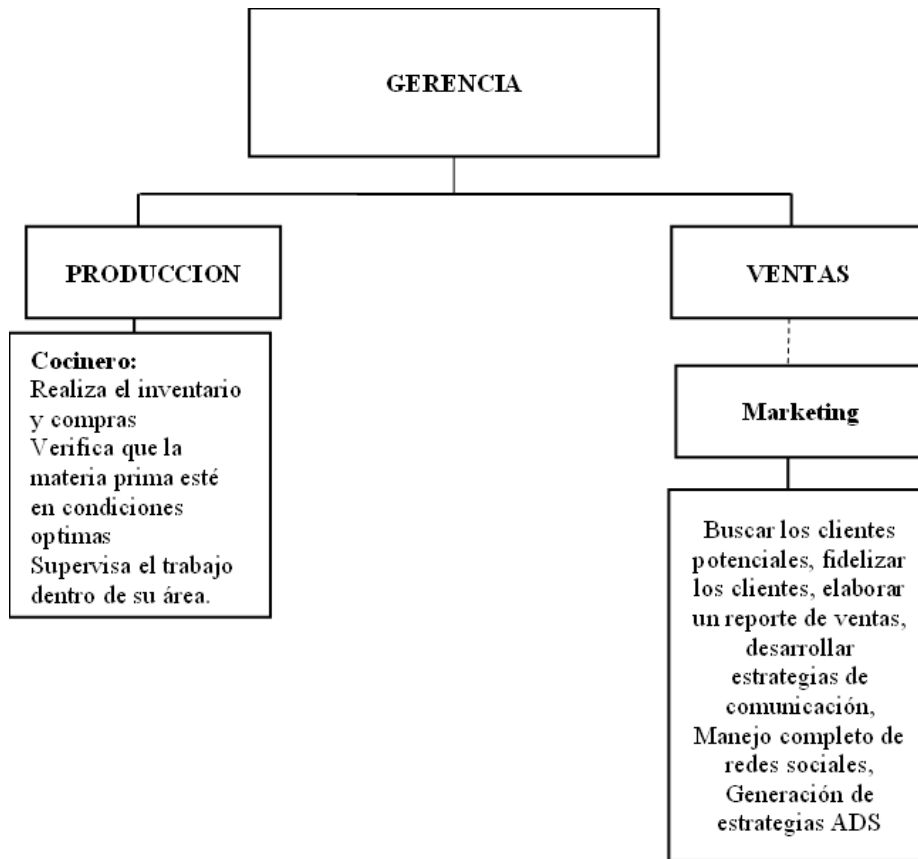 GERENCIA
PRODUCCION
VENTAS
Cocinero:
Realiza el inventario
y compras
Verifica que la
materia prima esté
en condiciones
optimas
Supervisa el trabajo
dentro de su área.
Marketing
Buscar los clientes
potenciales, fidelizar
los clientes, elaborar
un reporte de ventas,
desarrollar
estrategias de
comunicación,
Manejo completo de
redes sociales,
Generación de
estrategias ADS